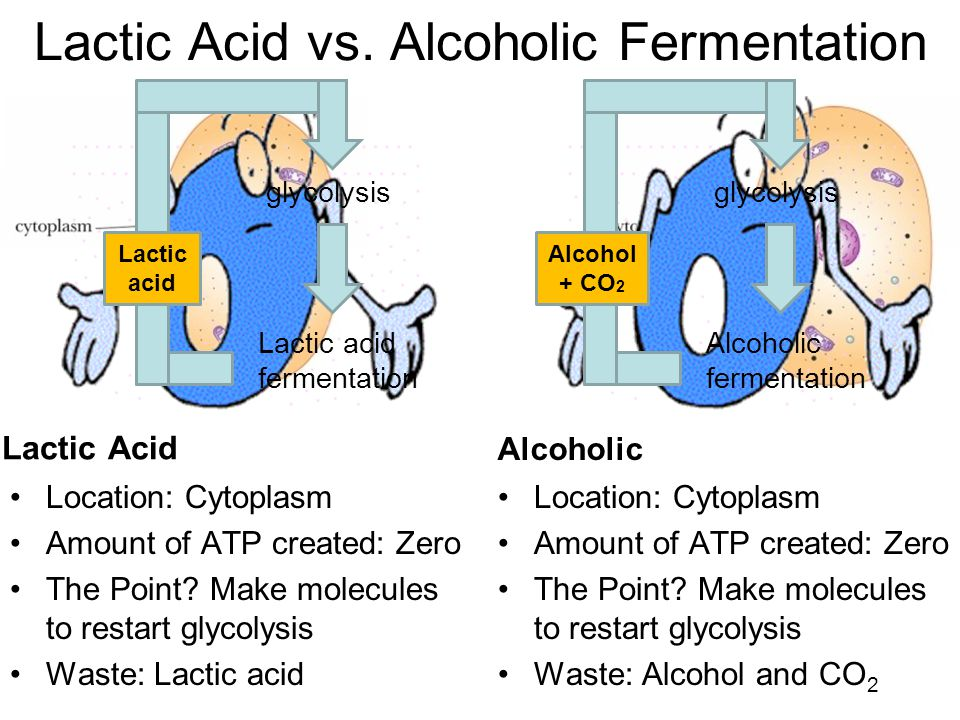 Lactic Acid vs. Alcoholic Fermentation
glycolysis
cytoplasm
Lactic
acid
Lactic acid
fermentation
glycolysis
yto
Alcohol
+ CO₂
Alcoholic
fermentation
Lactic Acid
• Location: Cytoplasm
• Amount of ATP created: Zero
• The Point? Make molecules
to restart glycolysis
• Waste: Lactic acid
Alcoholic
• Location: Cytoplasm
• Amount of ATP created: Zero
• The Point? Make molecules
to restart glycolysis
• Waste: Alcohol and CO₂